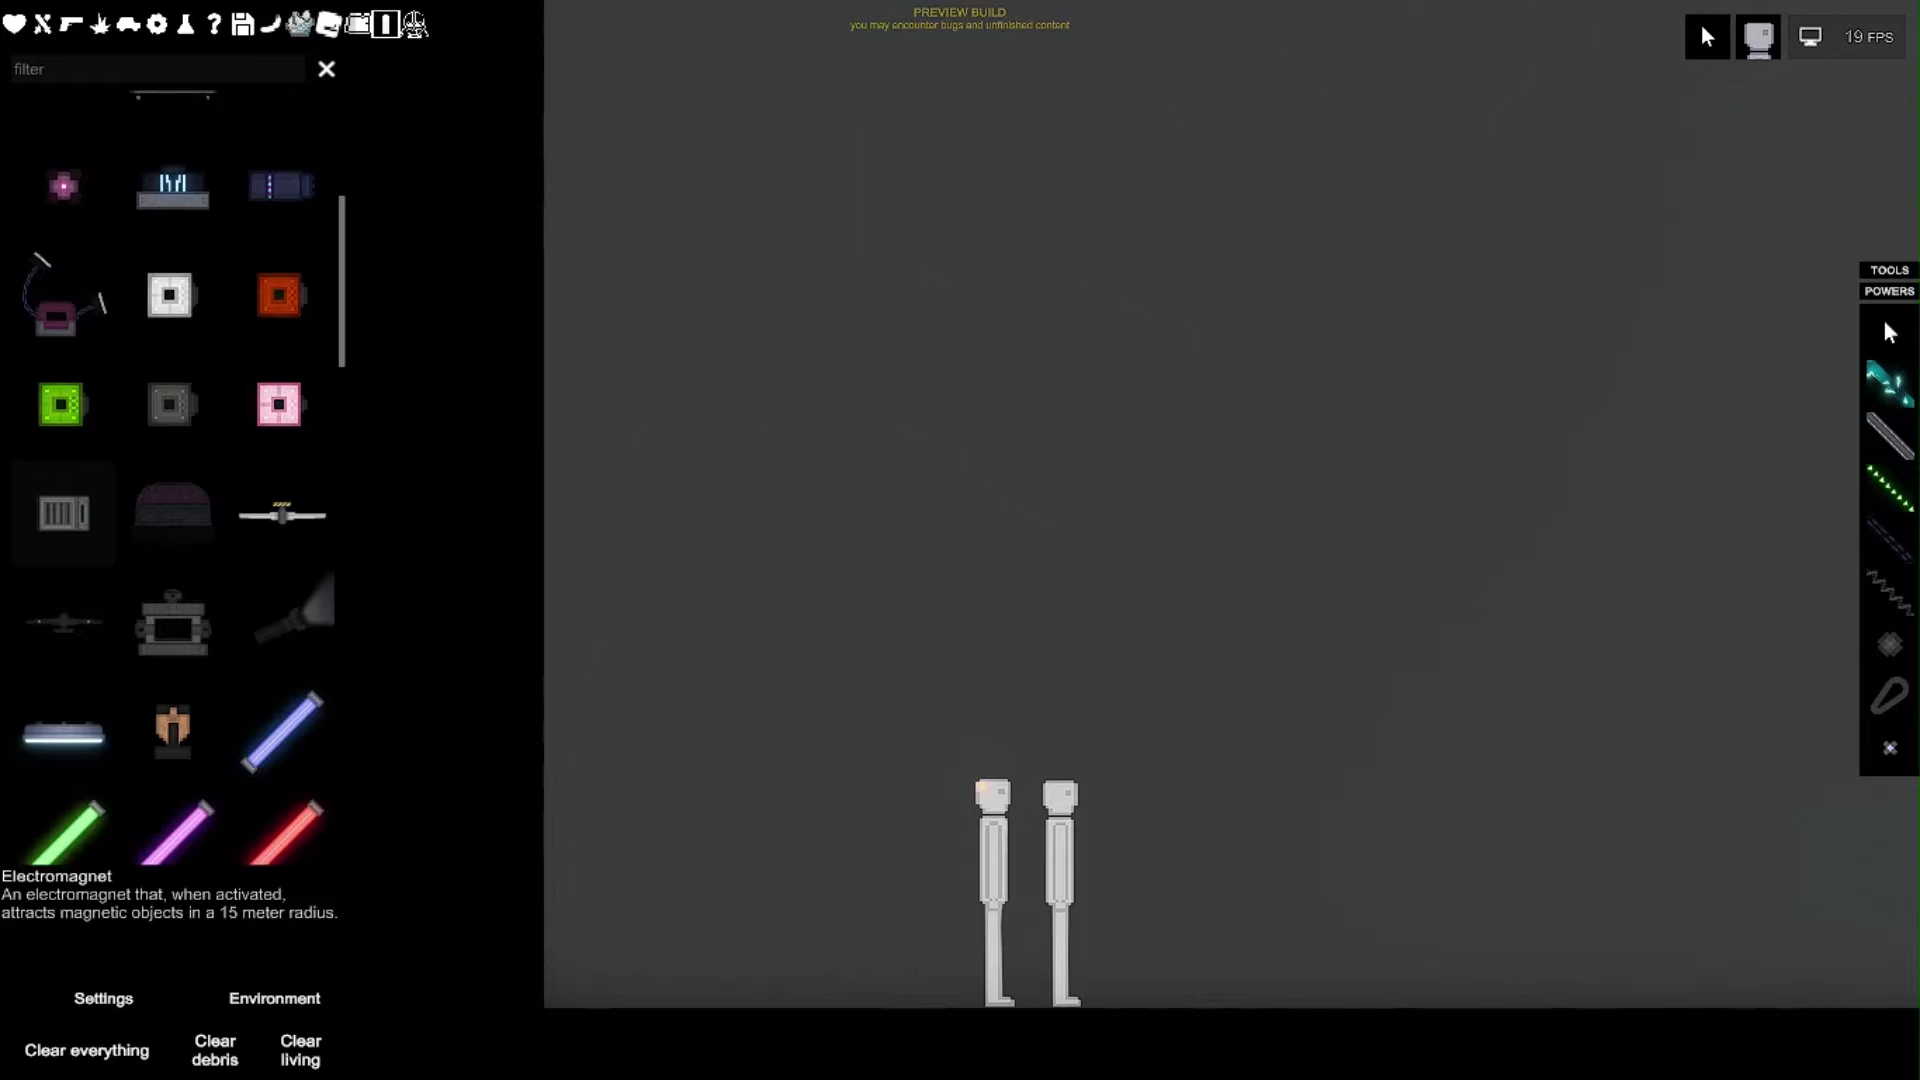 PREVIEW BUILD
you may encounter bugs and unfinished content
19 FPS
filter
TOOLS
POWERS
Electromagnet
An electromagnet that, when activated,
attracts magnetic objects in a 15 meter radius.
Settings
Environment
Clear everything
Clear
debris
Clear
living